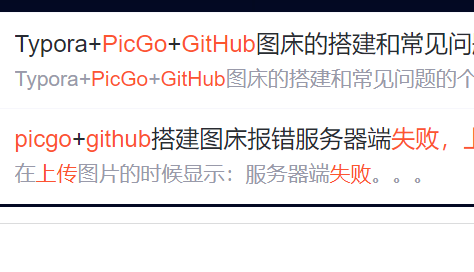 Typora+PicGo+GitHub图床的搭建和常见问
Typora+PicGo+GitHub图床的搭建和常见问题的个
picgo+github搭建图床报错服务器端失败，上
在上传图片的时候显示：服务器端失败。。。